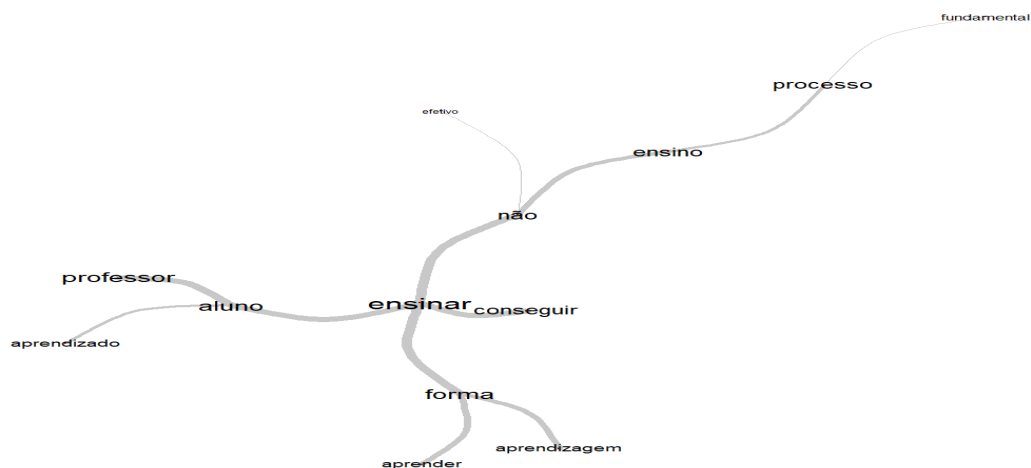 fundamental
processo
efetivo
ensino
não
professor
aluno
ensinar
conseguir
aprendizado
forma
aprendizagem
aprender